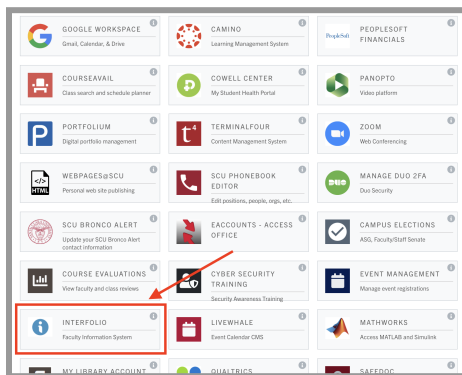 GOOGLE WORKSPACE
Gmail, Calendar, & Drive
CAMINO
Learning Management System
PeopleSoft
PEOPLESOFT
FINANCIALS
COURSEAVAIL
Class search and schedule planner
COWELL CENTER
My Student Health Portal
PANOPTO
Video platform
PORTFOLIUM
Digital portfolio management
t4
TERMINALFOUR
Content Management System
ZOOM
Web Conferencing
</>
HTML
WEBPAGES@SCU
Personal web site publishing
SCU PHONEBOOK
EDITOR
Edit positions, people, orgs, etc.
DUO
MANAGE DUO 2FA
Duo Security
SCU BRONCO ALERT
Update your SCU Bronco Alert
contact information
EACCOUNTS - ACCESS
OFFICE
CAMPUS ELECTIONS
ASG, Faculty/Staff Senate
COURSE EVALUATIONS
View faculty and class reviews
CYBER SECURITY
TRAINING
Security Awareness Training
EVENT MANAGEMENT
Manage event registrations
INTERFOLIO
Faculty Information System
LIVEWHALE
Event Calendar CMS
MATHWORKS
Access MATLAB and Simulink
MY LIBRARY ACCOUNT
QUALTRICS
SAFEDOC